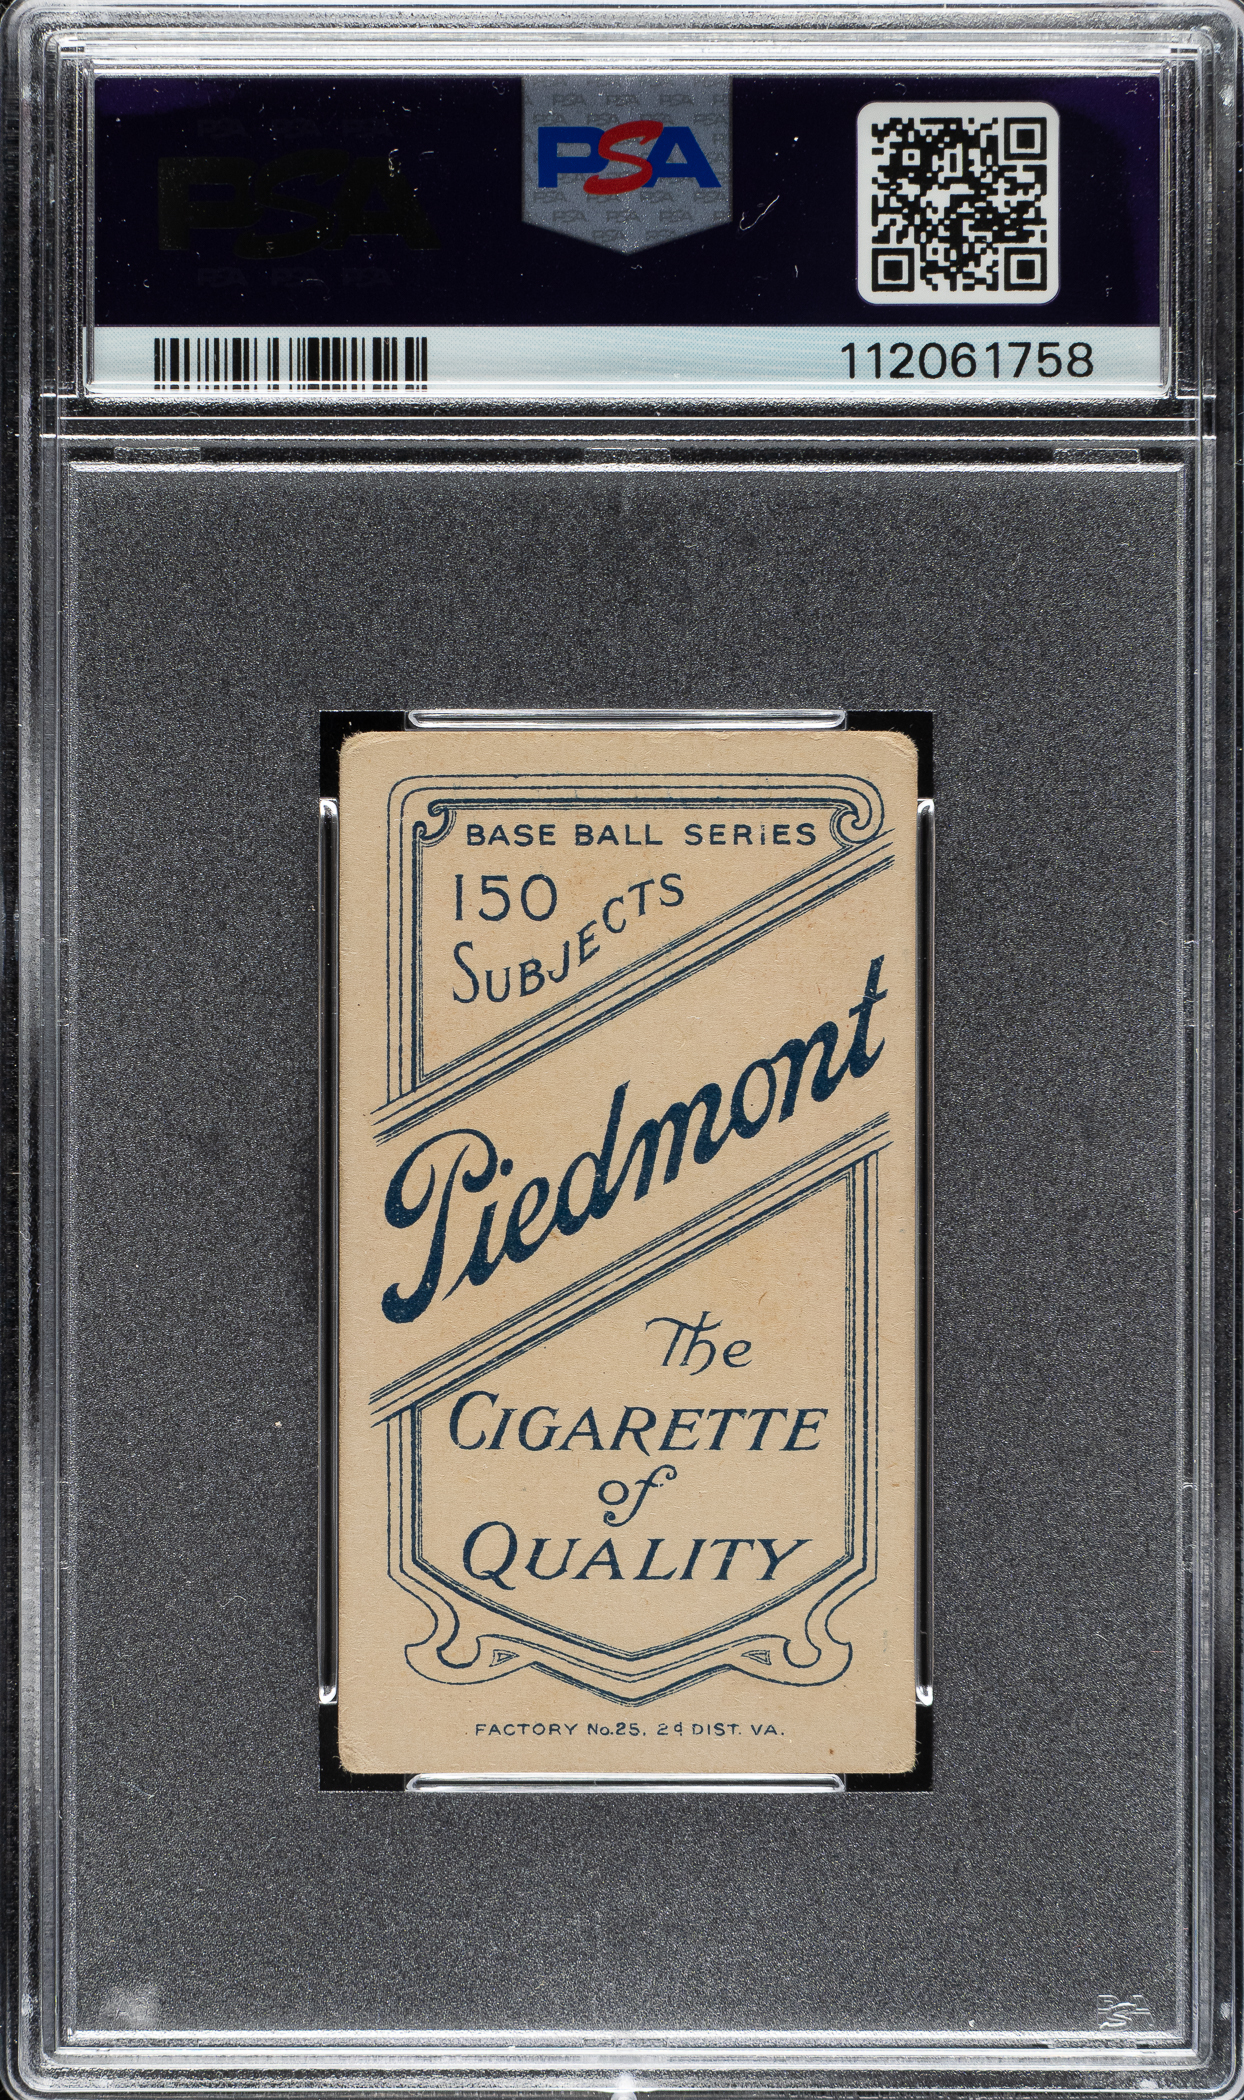 PSA
112061758
BASE BALL SERIES
150
SUBJECTS
Piedmont
The
CIGARETTE
of
QUALITY
FACTORY No.25, 2d DIST. VA.